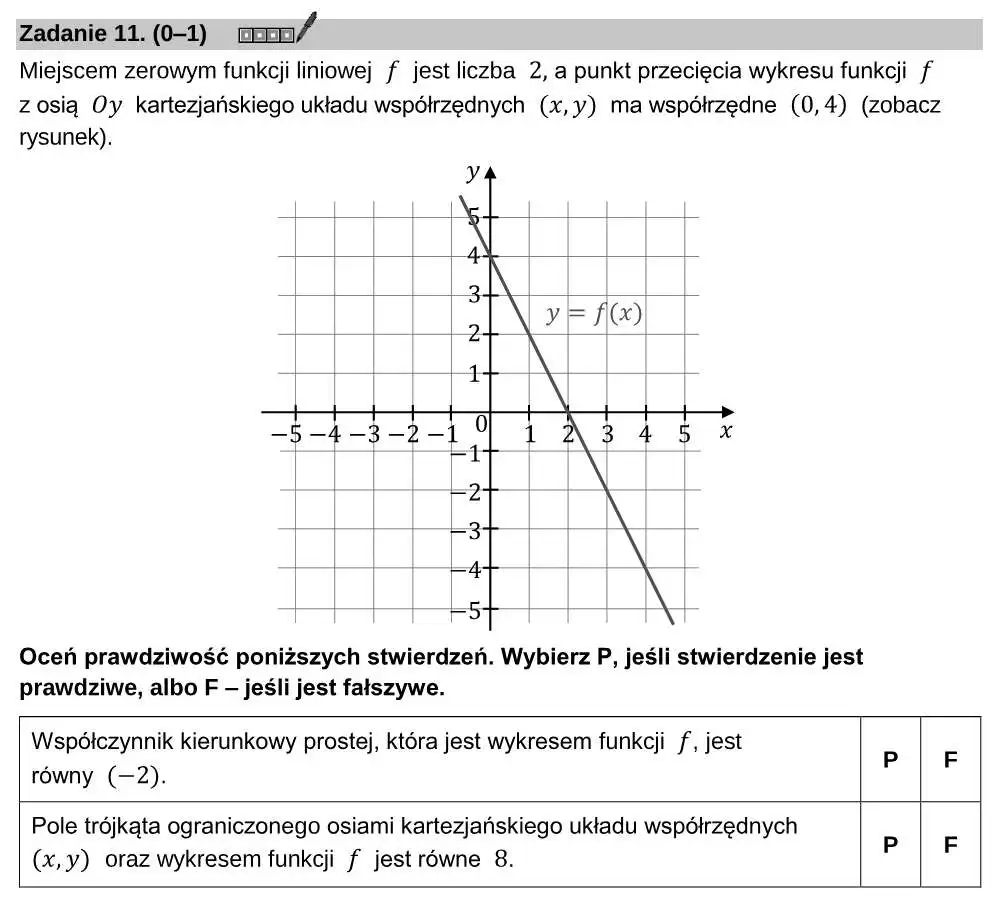 Zadanie 11. (0–1)
Miejscem zerowym funkcji liniowej f jest liczba 2, a punkt przecięcia wykresu funkcji f
z osią Oy kartezjańskiego układu współrzędnych (x, y) ma współrzędne (0, 4) (zobacz
rysunek).
y
5
4
3
y = f(x)
2
1
0
−5 −4 −3 −2 −1 1 2 3 4 5 x
−1
−2
−3
−4
−5
Oceń prawdziwość poniższych stwierdzeń. Wybierz P, jeśli stwierdzenie jest
prawdziwe, albo F – jeśli jest fałszywe.
Współczynnik kierunkowy prostej, która jest wykresem funkcji f, jest
równy (−2).
P F
Pole trójkąta ograniczonego osiami kartezjańskiego układu współrzędnych
(x, y) oraz wykresem funkcji f jest równe 8.
P F